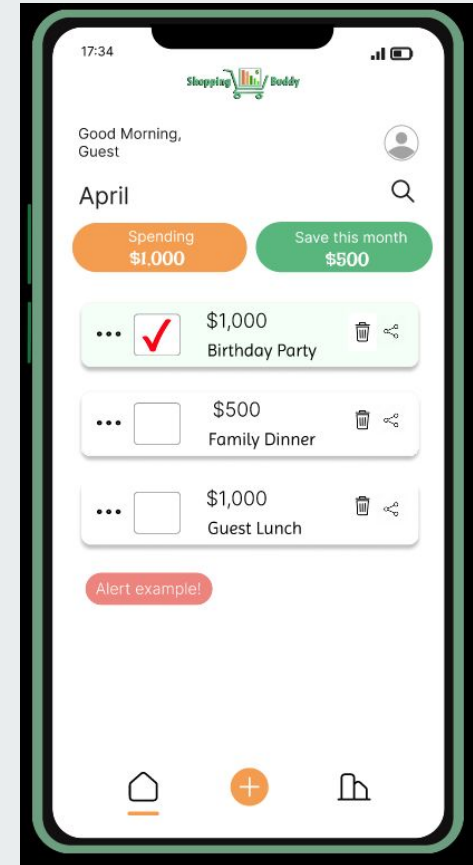 17:34
Shopping Buddy
Good Morning,
Guest
April
Spending
$1,000
Save this month
$500
$1,000
Birthday Party
$500
Family Dinner
$1,000
Guest Lunch
Alert example!